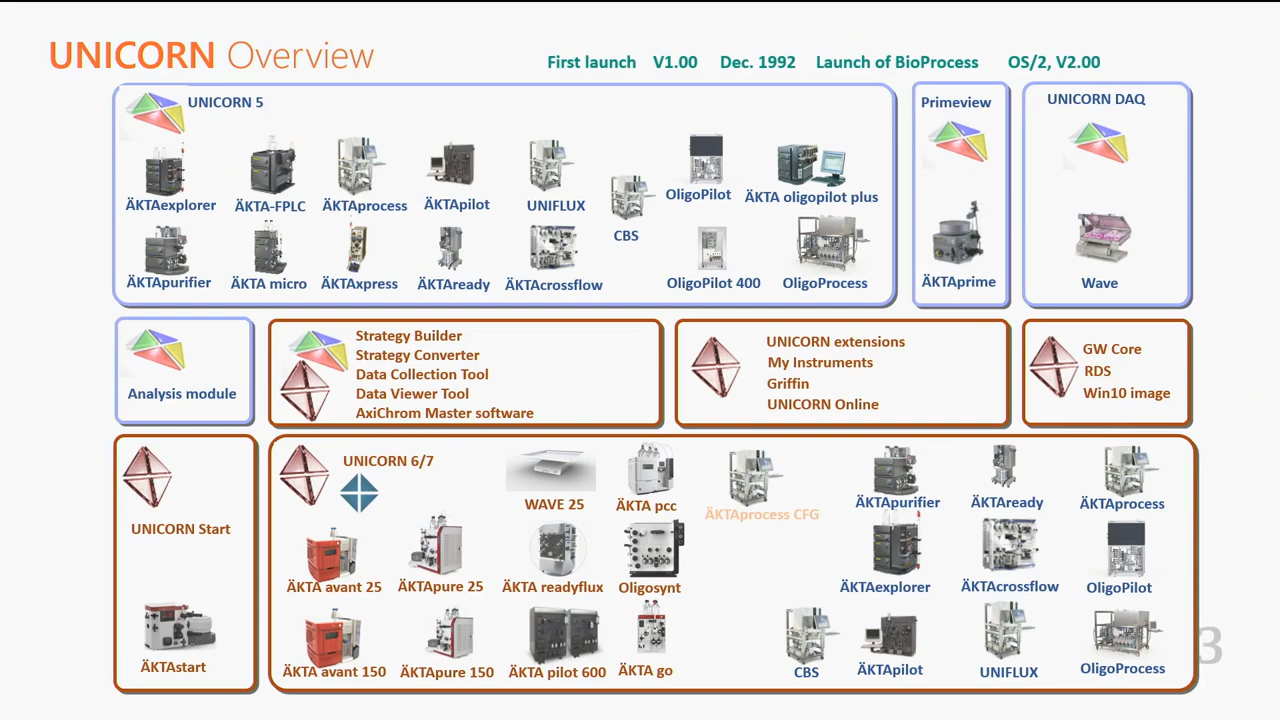 UNICORN Overview
First launch V1.00 Dec. 1992 Launch of BioProcess OS/2, V2.00
UNICORN 5
ÄKTAexplorer
ÄKTA-FPLC
ÄKTAprocess
ÄKTApilot
UNIFLUX
CBS
OligoPilot
ÄKTA oligopilot plus
ÄKTApurifier
ÄKTA micro
ÄKTAxpress
ÄKTAready
ÄKTAcrossflow
OligoPilot 400
OligoProcess
Primeview
ÄKTAprime
UNICORN DAQ
Wave
Analysis module
Strategy Builder
Strategy Converter
Data Collection Tool
Data Viewer Tool
AxiChrom Master software
UNICORN extensions
My Instruments
Griffin
UNICORN Online
GW Core
RDS
Win10 image
UNICORN Start
ÄKTAstart
UNICORN 6/7
WAVE 25
ÄKTA pcc
ÄKTAprocess CFG
ÄKTApurifier
ÄKTAready
ÄKTAprocess
ÄKTA avant 25
ÄKTApure 25
ÄKTA readyflux
Oligosynt
ÄKTAexplorer
ÄKTAcrossflow
OligoPilot
ÄKTA avant 150
ÄKTApure 150
ÄKTA pilot 600
ÄKTA go
CBS
ÄKTApilot
UNIFLUX
OligoProcess
3